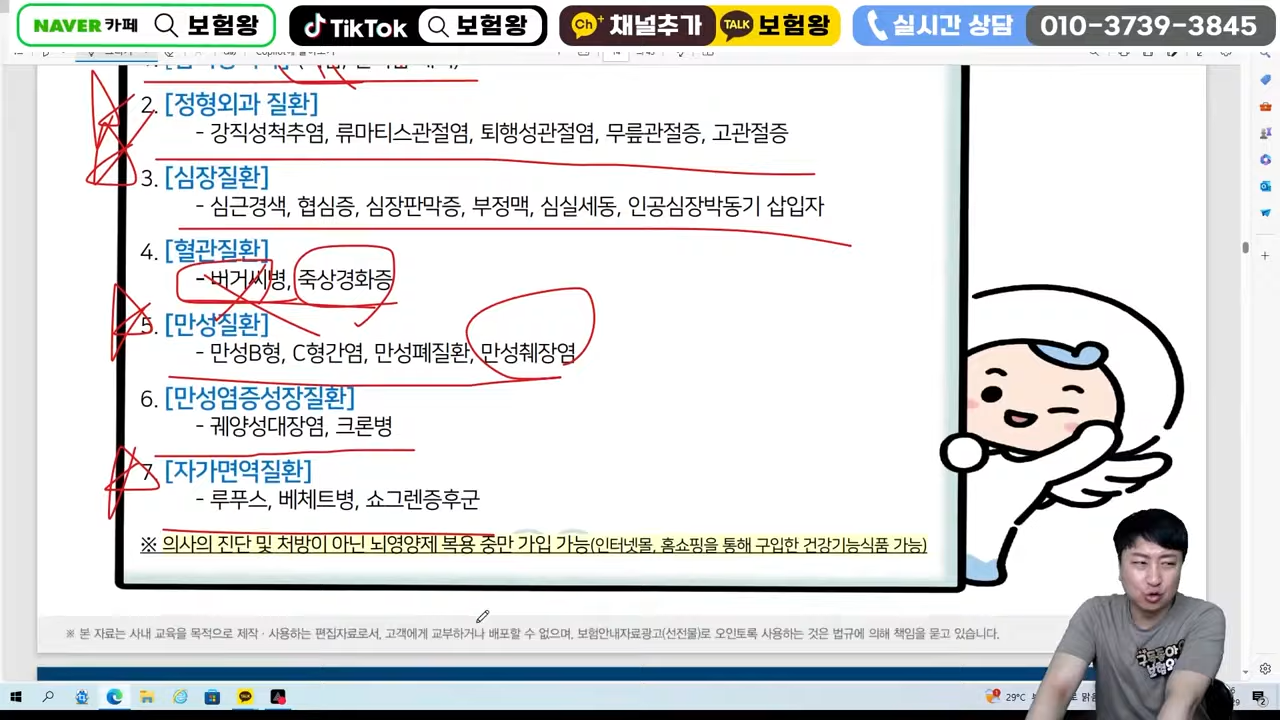 NAVER 카페 보험왕
TikTok 보험왕
Ch+ 채널추가 TALK 보험왕
실시간 상담 010-3739-3845
2. [정형외과 질환]
- 강직성척추염, 류마티스관절염, 퇴행성관절염, 무릎관절증, 고관절증
3. [심장질환]
- 심근경색, 협심증, 심장판막증, 부정맥, 심실세동, 인공심장박동기 삽입자
4. [혈관질환]
- 버거씨병, 죽상경화증
5. [만성질환]
- 만성B형, C형간염, 만성폐질환, 만성췌장염
6. [만성염증성장질환]
- 궤양성대장염, 크론병
7 [자가면역질환]
- 루푸스, 베체트병, 쇼그렌증후군
※ 의사의 진단 및 처방이 아닌 뇌영양제 복용 중만 가입 가능(인터넷몰, 홈쇼핑을 통해 구입한 건강기능식품 가능)
※ 본 자료는 사내 교육을 목적으로 제작 · 사용하는 편집자료로서, 고객에게 교부하거나 배포할 수 없으며, 보험안내자료광고(선전물)로 오인토록 사용하는 것은 법규에 의해 책임을 묻고 있습니다.
29°C